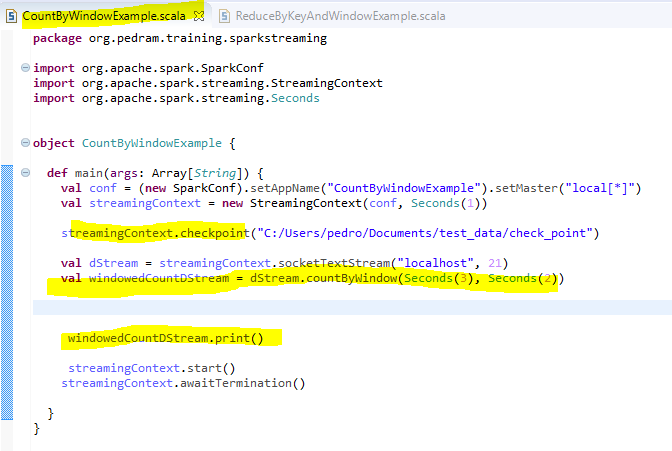 CountByWindowExample.scala ReduceByKeyAndWindowExample.scala
package org.pedram.training.sparkstreaming
import org.apache.spark.SparkConf
import org.apache.spark.streaming.StreamingContext
import org.apache.spark.streaming.Seconds
object CountByWindowExample {
def main(args: Array[String]) {
val conf = (new SparkConf).setAppName("CountByWindowExample").setMaster("local[*]")
val streamingContext = new StreamingContext(conf, Seconds(1))
streamingContext.checkpoint("C:/Users/pedro/Documents/test_data/check_point")
val dStream = streamingContext.socketTextStream("localhost", 21)
val windowedCountDStream = dStream.countByWindow(Seconds(3), Seconds(2))
windowedCountDStream.print()
streamingContext.start()
streamingContext.awaitTermination()
}
}